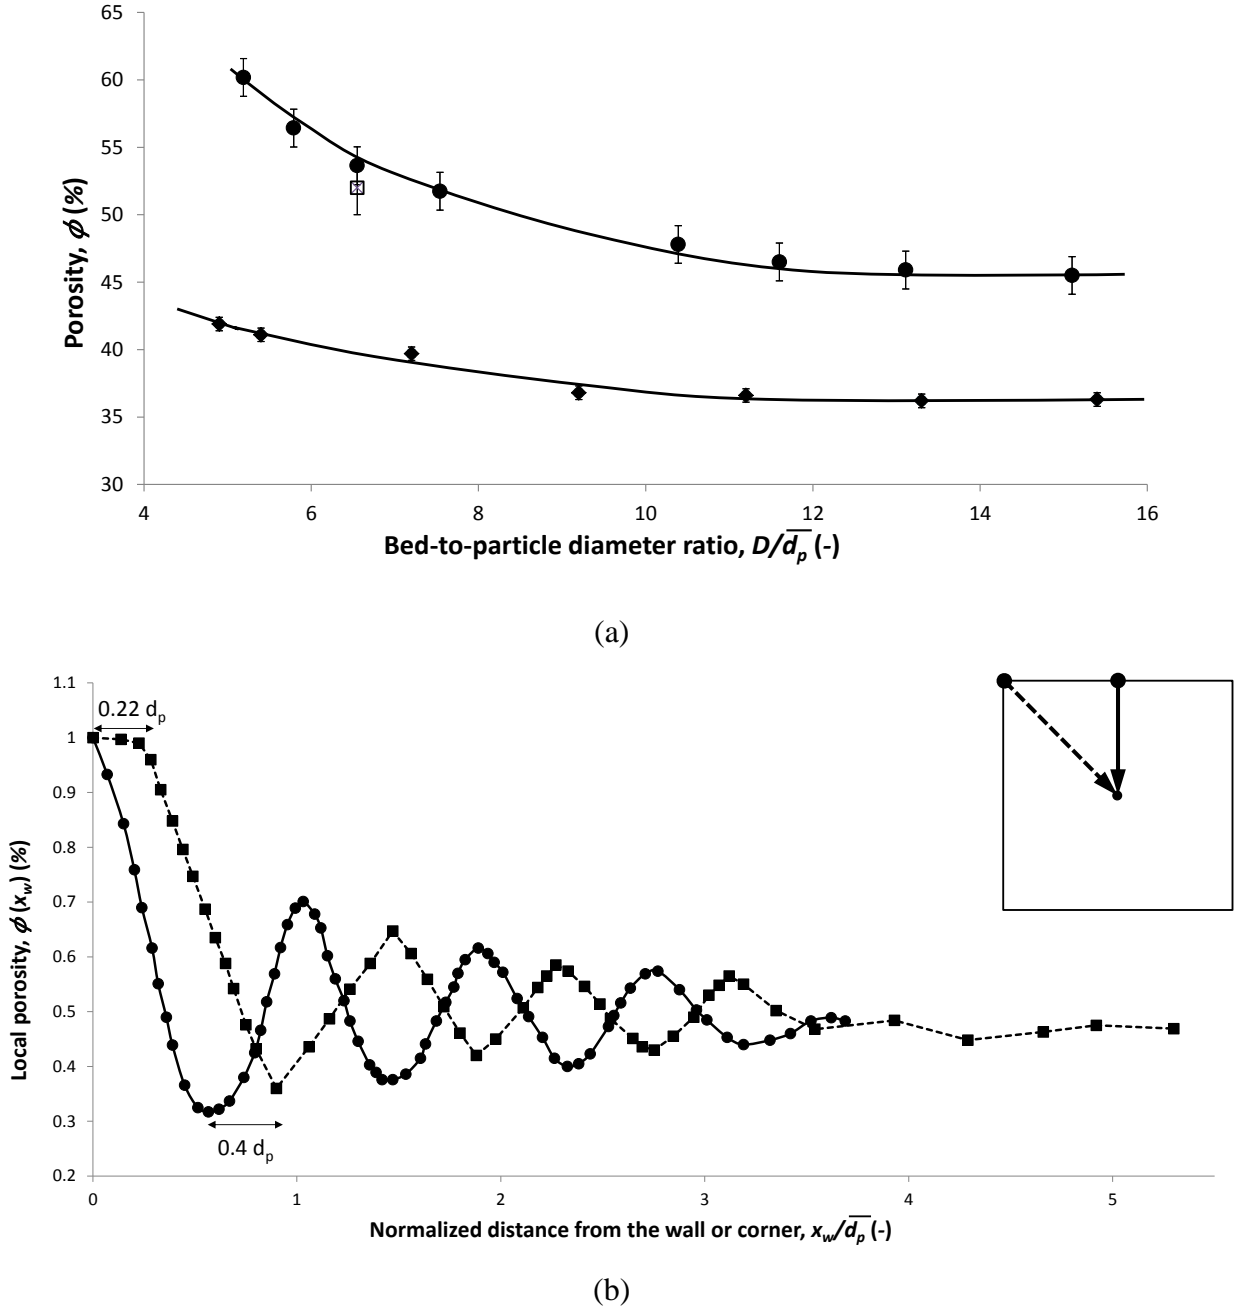 65
60
55
50
45
40
35
30
Porosity, ϕ (%)
4 6 8 10 12 14 16
Bed-to-particle diameter ratio, D/d̅p̅ (-)
(a)
1.1
1
0.9
0.8
0.7
0.6
0.5
0.4
0.3
0.2
0.22 dp
0.4 dp
Local porosity, ϕ (xw) (%)
0 1 2 3 4 5
Normalized distance from the wall or corner, xw/d̅p̅ (-)
(b)